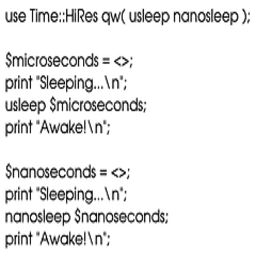 use Time::HiRes qw( usleep nanosleep );

$microseconds = <>;
print "Sleeping...\n";
usleep $microseconds;
print "Awake!\n";

$nanoseconds = <>;
print "Sleeping...\n";
nanosleep $nanoseconds;
print "Awake!\n";